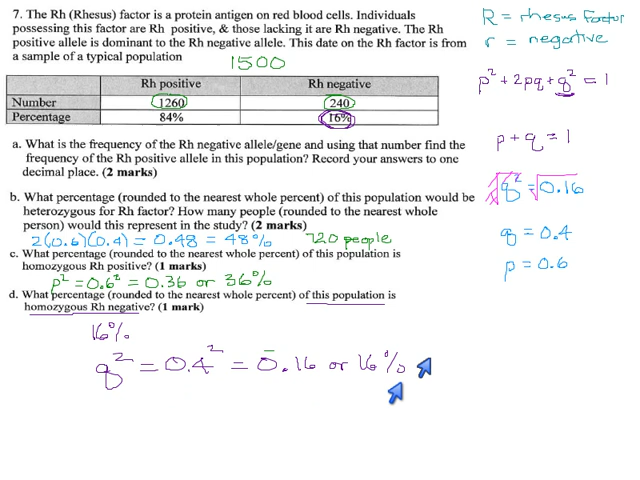 7. The Rh (Rhesus) factor is a protein antigen on red blood cells. Individuals
possessing this factor are Rh positive, & those lacking it are Rh negative. The Rh
positive allele is dominant to the Rh negative allele. This date on the Rh factor is from
a sample of a typical population
1500
Rh positive Rh negative
Number 1260 240
Percentage 84% 16%
a. What is the frequency of the Rh negative allele/gene and using that number find the
frequency of the Rh positive allele in this population? Record your answers to one
decimal place. (2 marks)
b. What percentage (rounded to the nearest whole percent) of this population would be
heterozygous for Rh factor? How many people (rounded to the nearest whole
person) would this represent in the study? (2 marks)
2(0.6)(0.4) = 0.48 = 48% 720 people
c. What percentage (rounded to the nearest whole percent) of this population is
homozygous Rh positive? (1 marks)
p² = 0.6² = 0.36 or 36%
d. What percentage (rounded to the nearest whole percent) of this population is
homozygous Rh negative? (1 mark)
16%
q² = 0.4² = 0.16 or 16%
R = rhesus Factor
r = negative
p² + 2pq + q² = 1
p + q = 1
√q² = √0.16
q = 0.4
p = 0.6